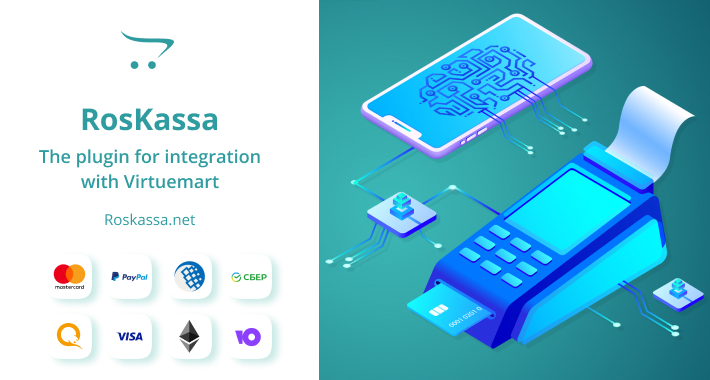 RosKassa
The plugin for integration
with Virtuemart
Roskassa.net
mastercard
PayPal
СБЕР
VISA